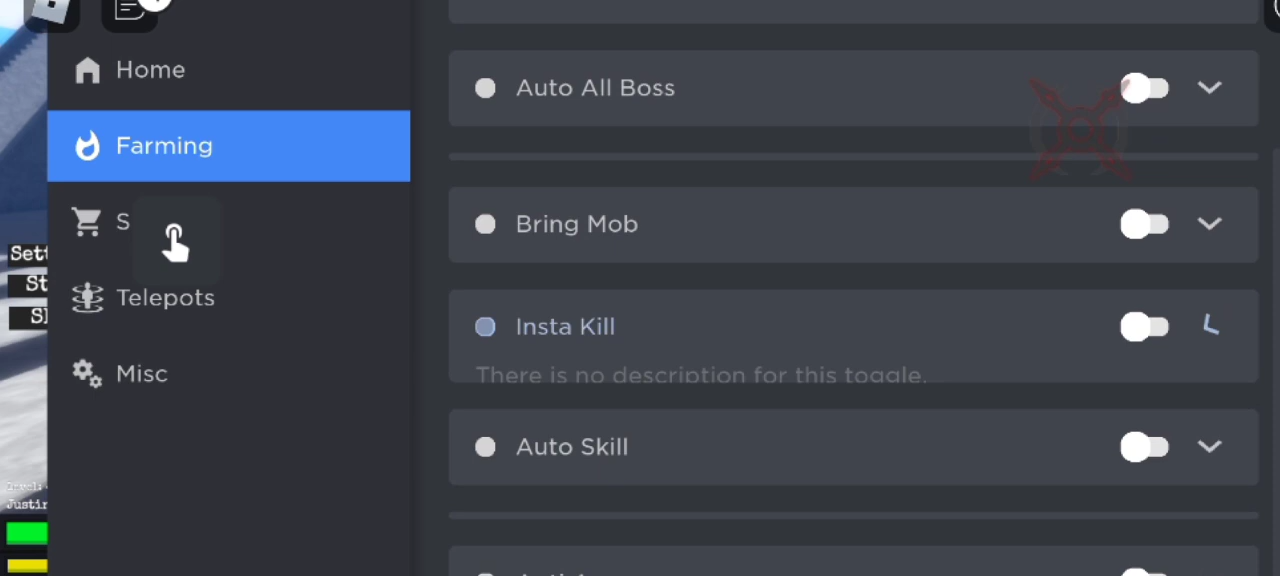 Home
Farming
S
Telepots
Misc
Sett
St
Sl
Justin
Auto All Boss
Bring Mob
Insta Kill
There is no description for this toggle.
Auto Skill